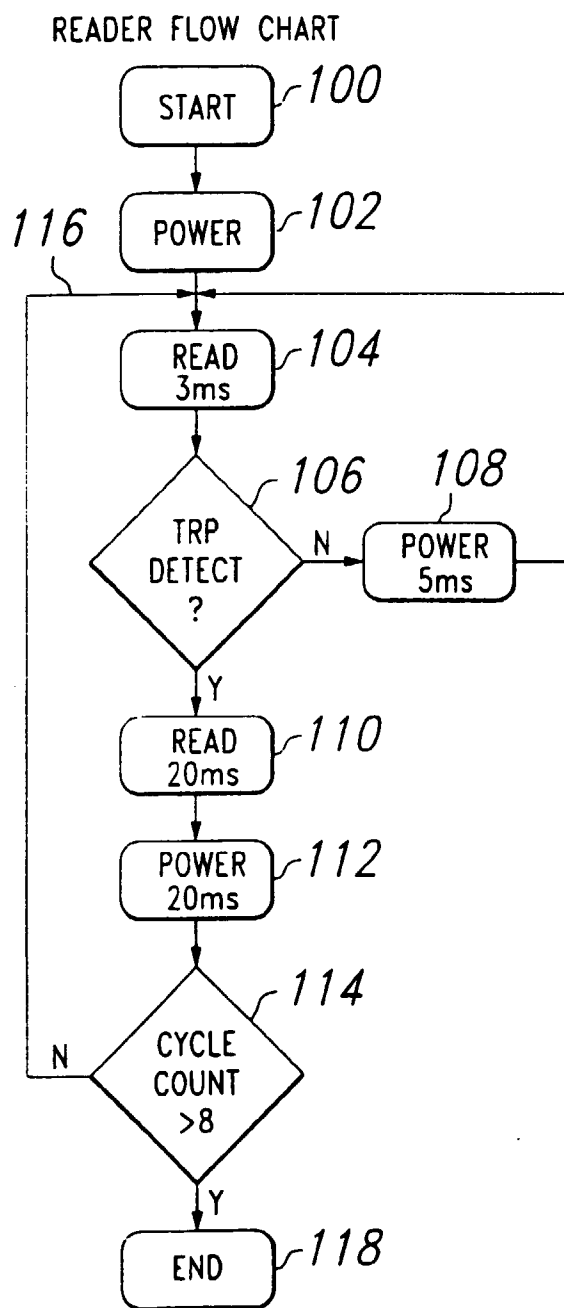 READER FLOW CHART
START
100
POWER
102
116
READ
3ms
104
TRP
DETECT
?
106
N
POWER
5ms
108
Y
READ
20ms
110
POWER
20ms
112
CYCLE
COUNT
>8
114
N
Y
END
118